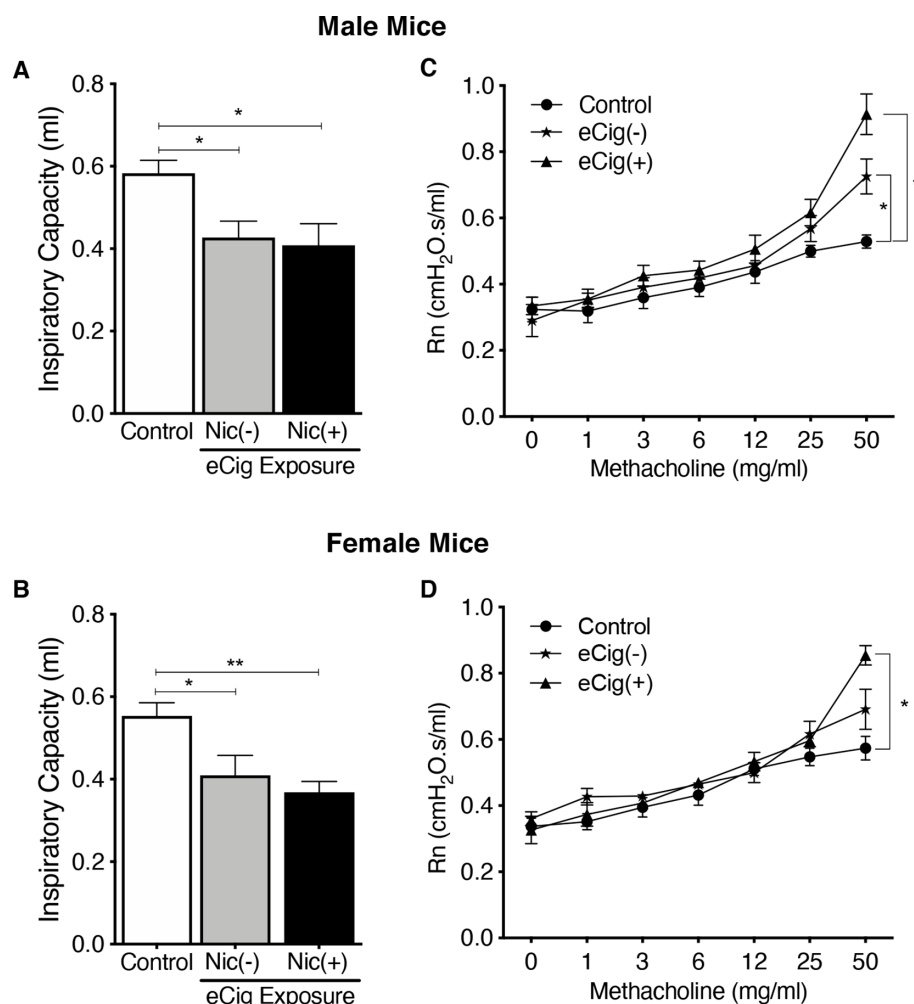 Male Mice
A
Inspiratory Capacity (ml)
0.8
0.6
0.4
0.2
0.0
*
*
Control
Nic(-)
Nic(+)
eCig Exposure
C
Rn (cmH₂O.s/ml)
1.0
0.8
0.6
0.4
0.2
0.0
Control
eCig(-)
eCig(+)
*
0 1 3 6 12 25 50
Methacholine (mg/ml)
Female Mice
B
Inspiratory Capacity (ml)
0.8
0.6
0.4
0.2
0.0
**
*
Control
Nic(-)
Nic(+)
eCig Exposure
D
Rn (cmH₂O.s/ml)
1.0
0.8
0.6
0.4
0.2
0.0
Control
eCig(-)
eCig(+)
*
0 1 3 6 12 25 50
Methacholine (mg/ml)